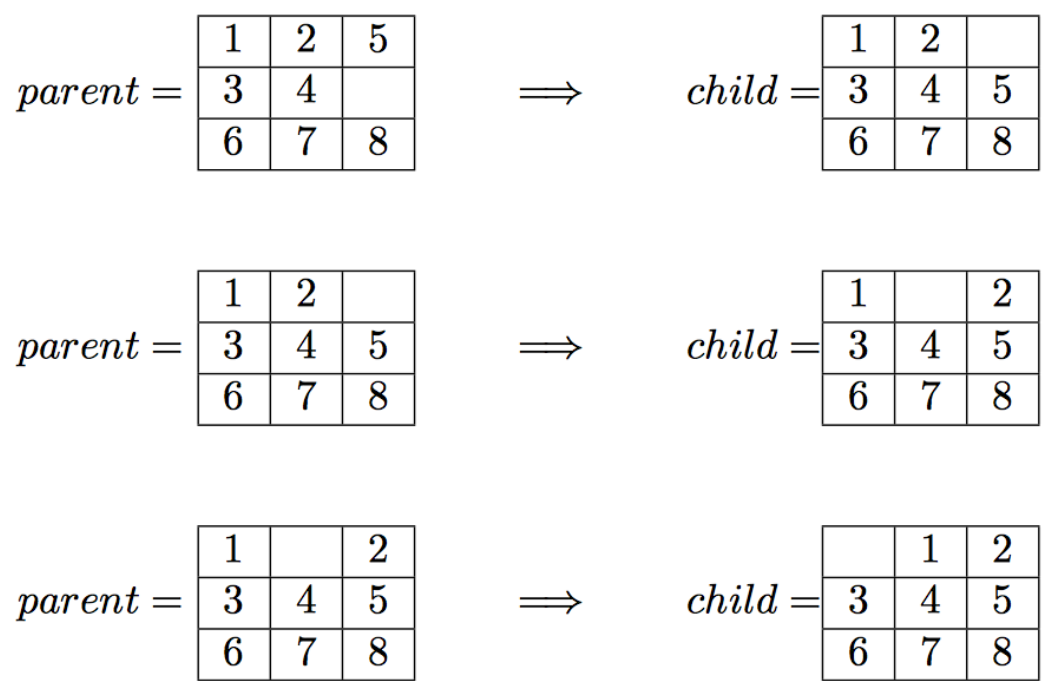 1 2 5 1 2
parent = 3 4 ⟹ child = 3 4 5
6 7 8 6 7 8
1 2 1 2
parent = 3 4 5 ⟹ child = 3 4 5
6 7 8 6 7 8
1 2 1 2
parent = 3 4 5 ⟹ child = 3 4 5
6 7 8 6 7 8